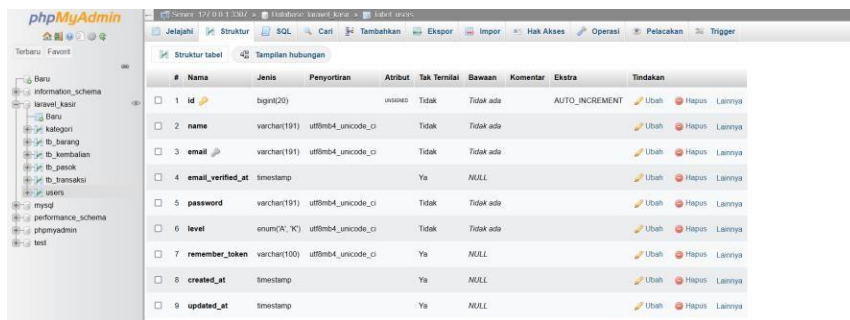 phpMyAdmin
Terbaru Favorit
Baru
information_schema
laravel_kasir
Baru
kategori
tb_barang
tb_kembalian
tb_pasok
tb_transaksi
users
mysql
performance_schema
phpmyadmin
test
Server: 127.0.0.1:3307 » Database: laravel_kasir » Tabel: users
Jelajahi Struktur SQL Cari Tambahkan Ekspor Impor Hak Akses Operasi Pelacakan Trigger
Struktur tabel Tampilan hubungan
# Nama Jenis Penyortiran Atribut Tak Ternilai Bawaan Komentar Ekstra Tindakan
1 id bigint(20) UNSIGNED Tidak Tidak ada AUTO_INCREMENT Ubah Hapus Lainnya
2 name varchar(191) utf8mb4_unicode_ci Tidak Tidak ada Ubah Hapus Lainnya
3 email varchar(191) utf8mb4_unicode_ci Tidak Tidak ada Ubah Hapus Lainnya
4 email_verified_at timestamp Ya NULL Ubah Hapus Lainnya
5 password varchar(191) utf8mb4_unicode_ci Tidak Tidak ada Ubah Hapus Lainnya
6 level enum('A', 'K') utf8mb4_unicode_ci Tidak Tidak ada Ubah Hapus Lainnya
7 remember_token varchar(100) utf8mb4_unicode_ci Ya NULL Ubah Hapus Lainnya
8 created_at timestamp Ya NULL Ubah Hapus Lainnya
9 updated_at timestamp Ya NULL Ubah Hapus Lainnya